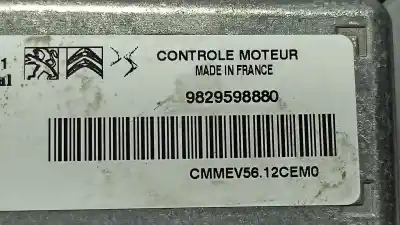 CONTROLE MOTEUR
MADE IN FRANCE
9829598880
CMMEV56.12CEM0